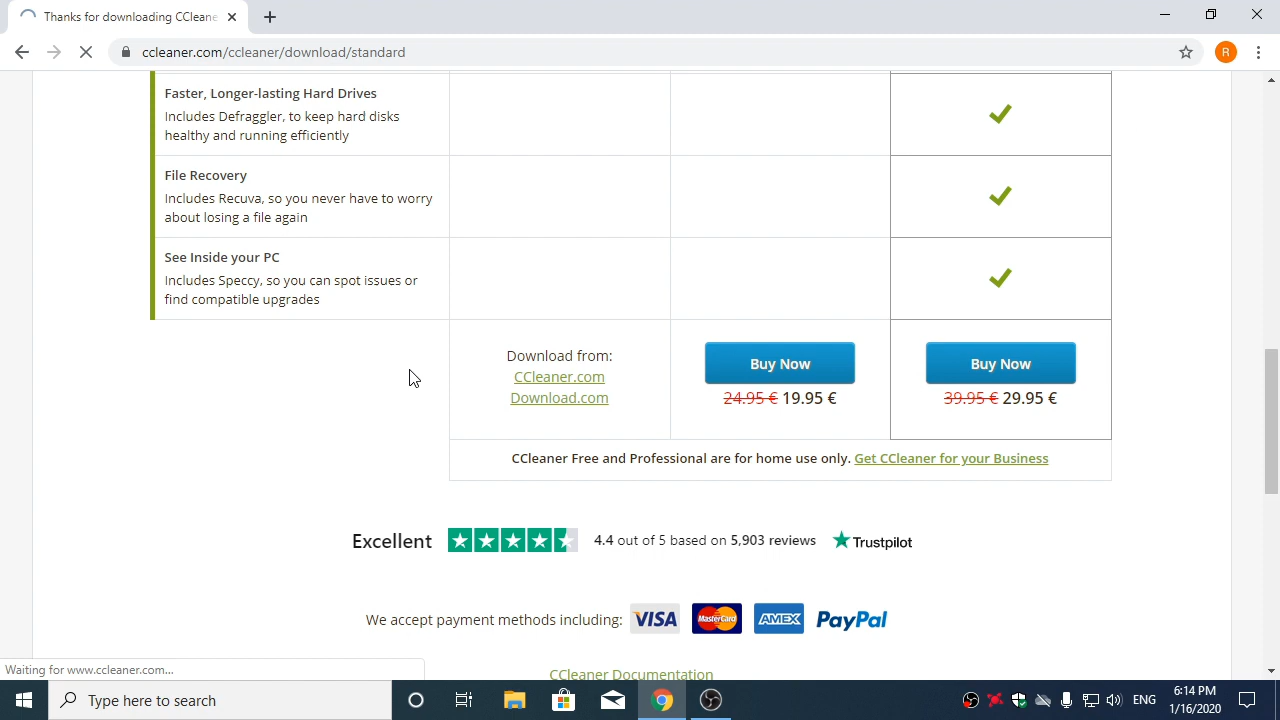 Thanks for downloading CCleane
ccleaner.com/ccleaner/download/standard
R
Faster, Longer-lasting Hard Drives
Includes Defraggler, to keep hard disks
healthy and running efficiently
File Recovery
Includes Recuva, so you never have to worry
about losing a file again
See Inside your PC
Includes Speccy, so you can spot issues or
find compatible upgrades
Download from:
CCleaner.com
Download.com
Buy Now
24.95 € 19.95 €
Buy Now
39.95 € 29.95 €
CCleaner Free and Professional are for home use only. Get CCleaner for your Business
Excellent 4.4 out of 5 based on 5,903 reviews Trustpilot
We accept payment methods including: VISA MasterCard AMEX PayPal
CCleaner Documentation
Waiting for www.ccleaner.com...
Type here to search
ENG
6:14 PM
1/16/2020